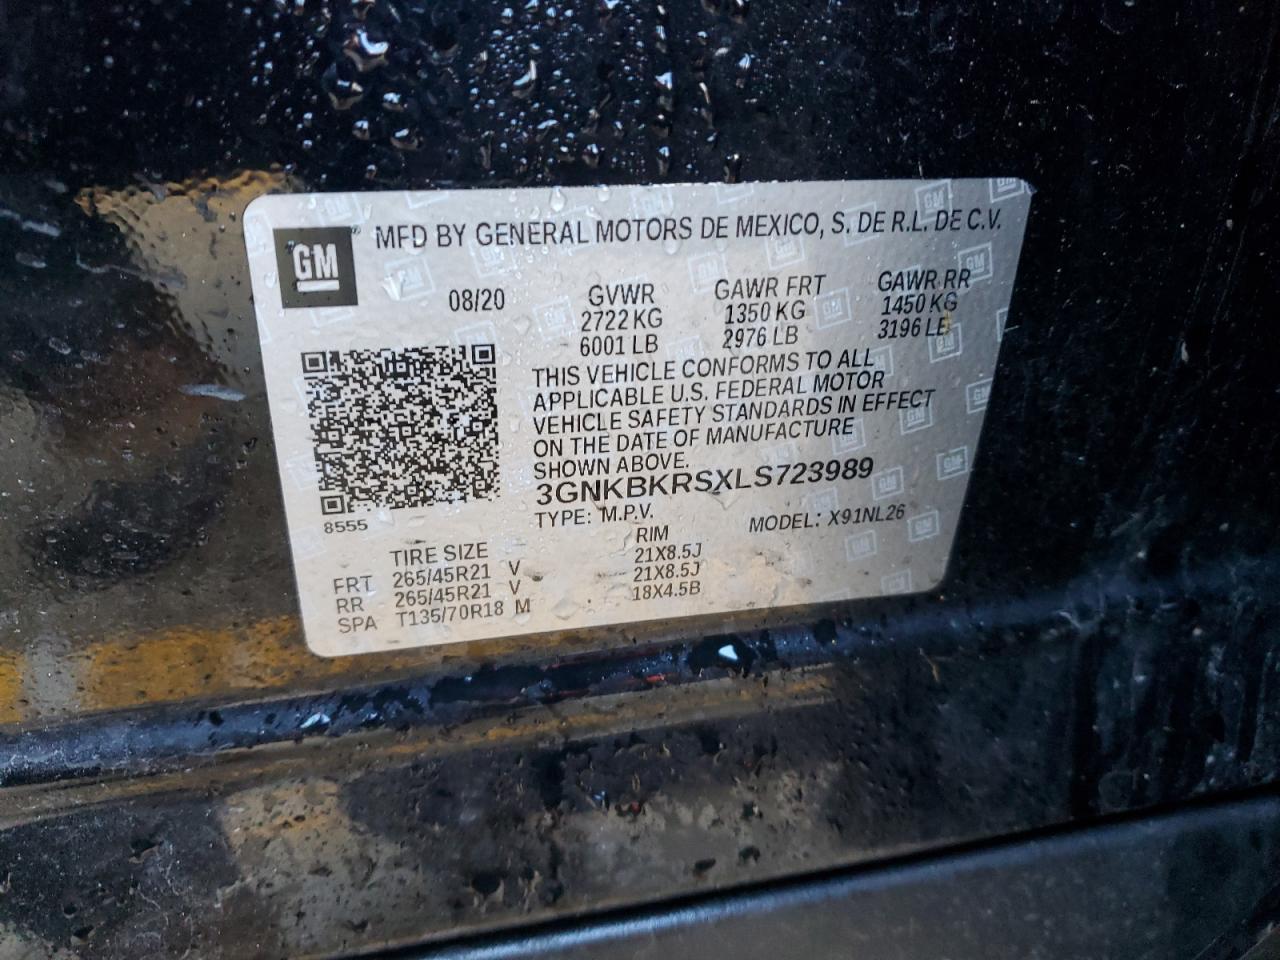 GM
MFD BY GENERAL MOTORS DE MEXICO, S. DE R.L. DE C.V.
08/20 GVWR GAWR FRT GAWR RR
2722 KG 1350 KG 1450 KG
6001 LB 2976 LB 3196 LB
THIS VEHICLE CONFORMS TO ALL
APPLICABLE U.S. FEDERAL MOTOR
VEHICLE SAFETY STANDARDS IN EFFECT
ON THE DATE OF MANUFACTURE
SHOWN ABOVE.
3GNKBKRSXLS723989
8555
TYPE: M.P.V. MODEL: X91NL26
TIRE SIZE RIM
FRT 265/45R21 V 21X8.5J
RR 265/45R21 V 21X8.5J
SPA T135/70R18 M 18X4.5B